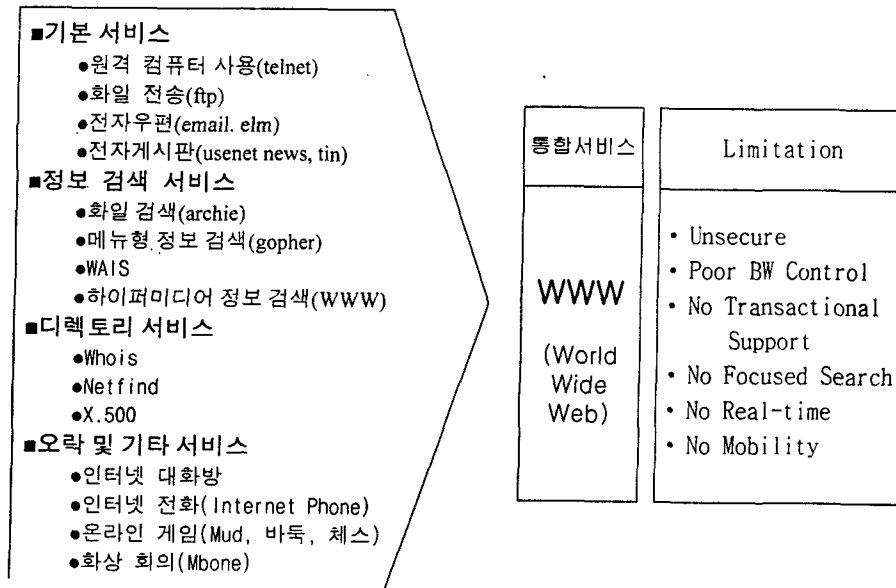 ■기본 서비스
●원격 컴퓨터 사용(telnet)
●화일 전송(ftp)
●전자우편(email. elm)
●전자게시판(usenet news, tin)
■정보 검색 서비스
●화일 검색(archie)
●메뉴형 정보 검색(gopher)
●WAIS
●하이퍼미디어 정보 검색(WWW)
■디렉토리 서비스
●Whois
●Netfind
●X.500
■오락 및 기타 서비스
●인터넷 대화방
●인터넷 전화(Internet Phone)
●온라인 게임(Mud, 바둑, 체스)
●화상 회의(Mbone)
통합서비스
WWW
(World
Wide
Web)
Limitation
• Unsecure
• Poor BW Control
• No Transactional
Support
• No Focused Search
• No Real-time
• No Mobility